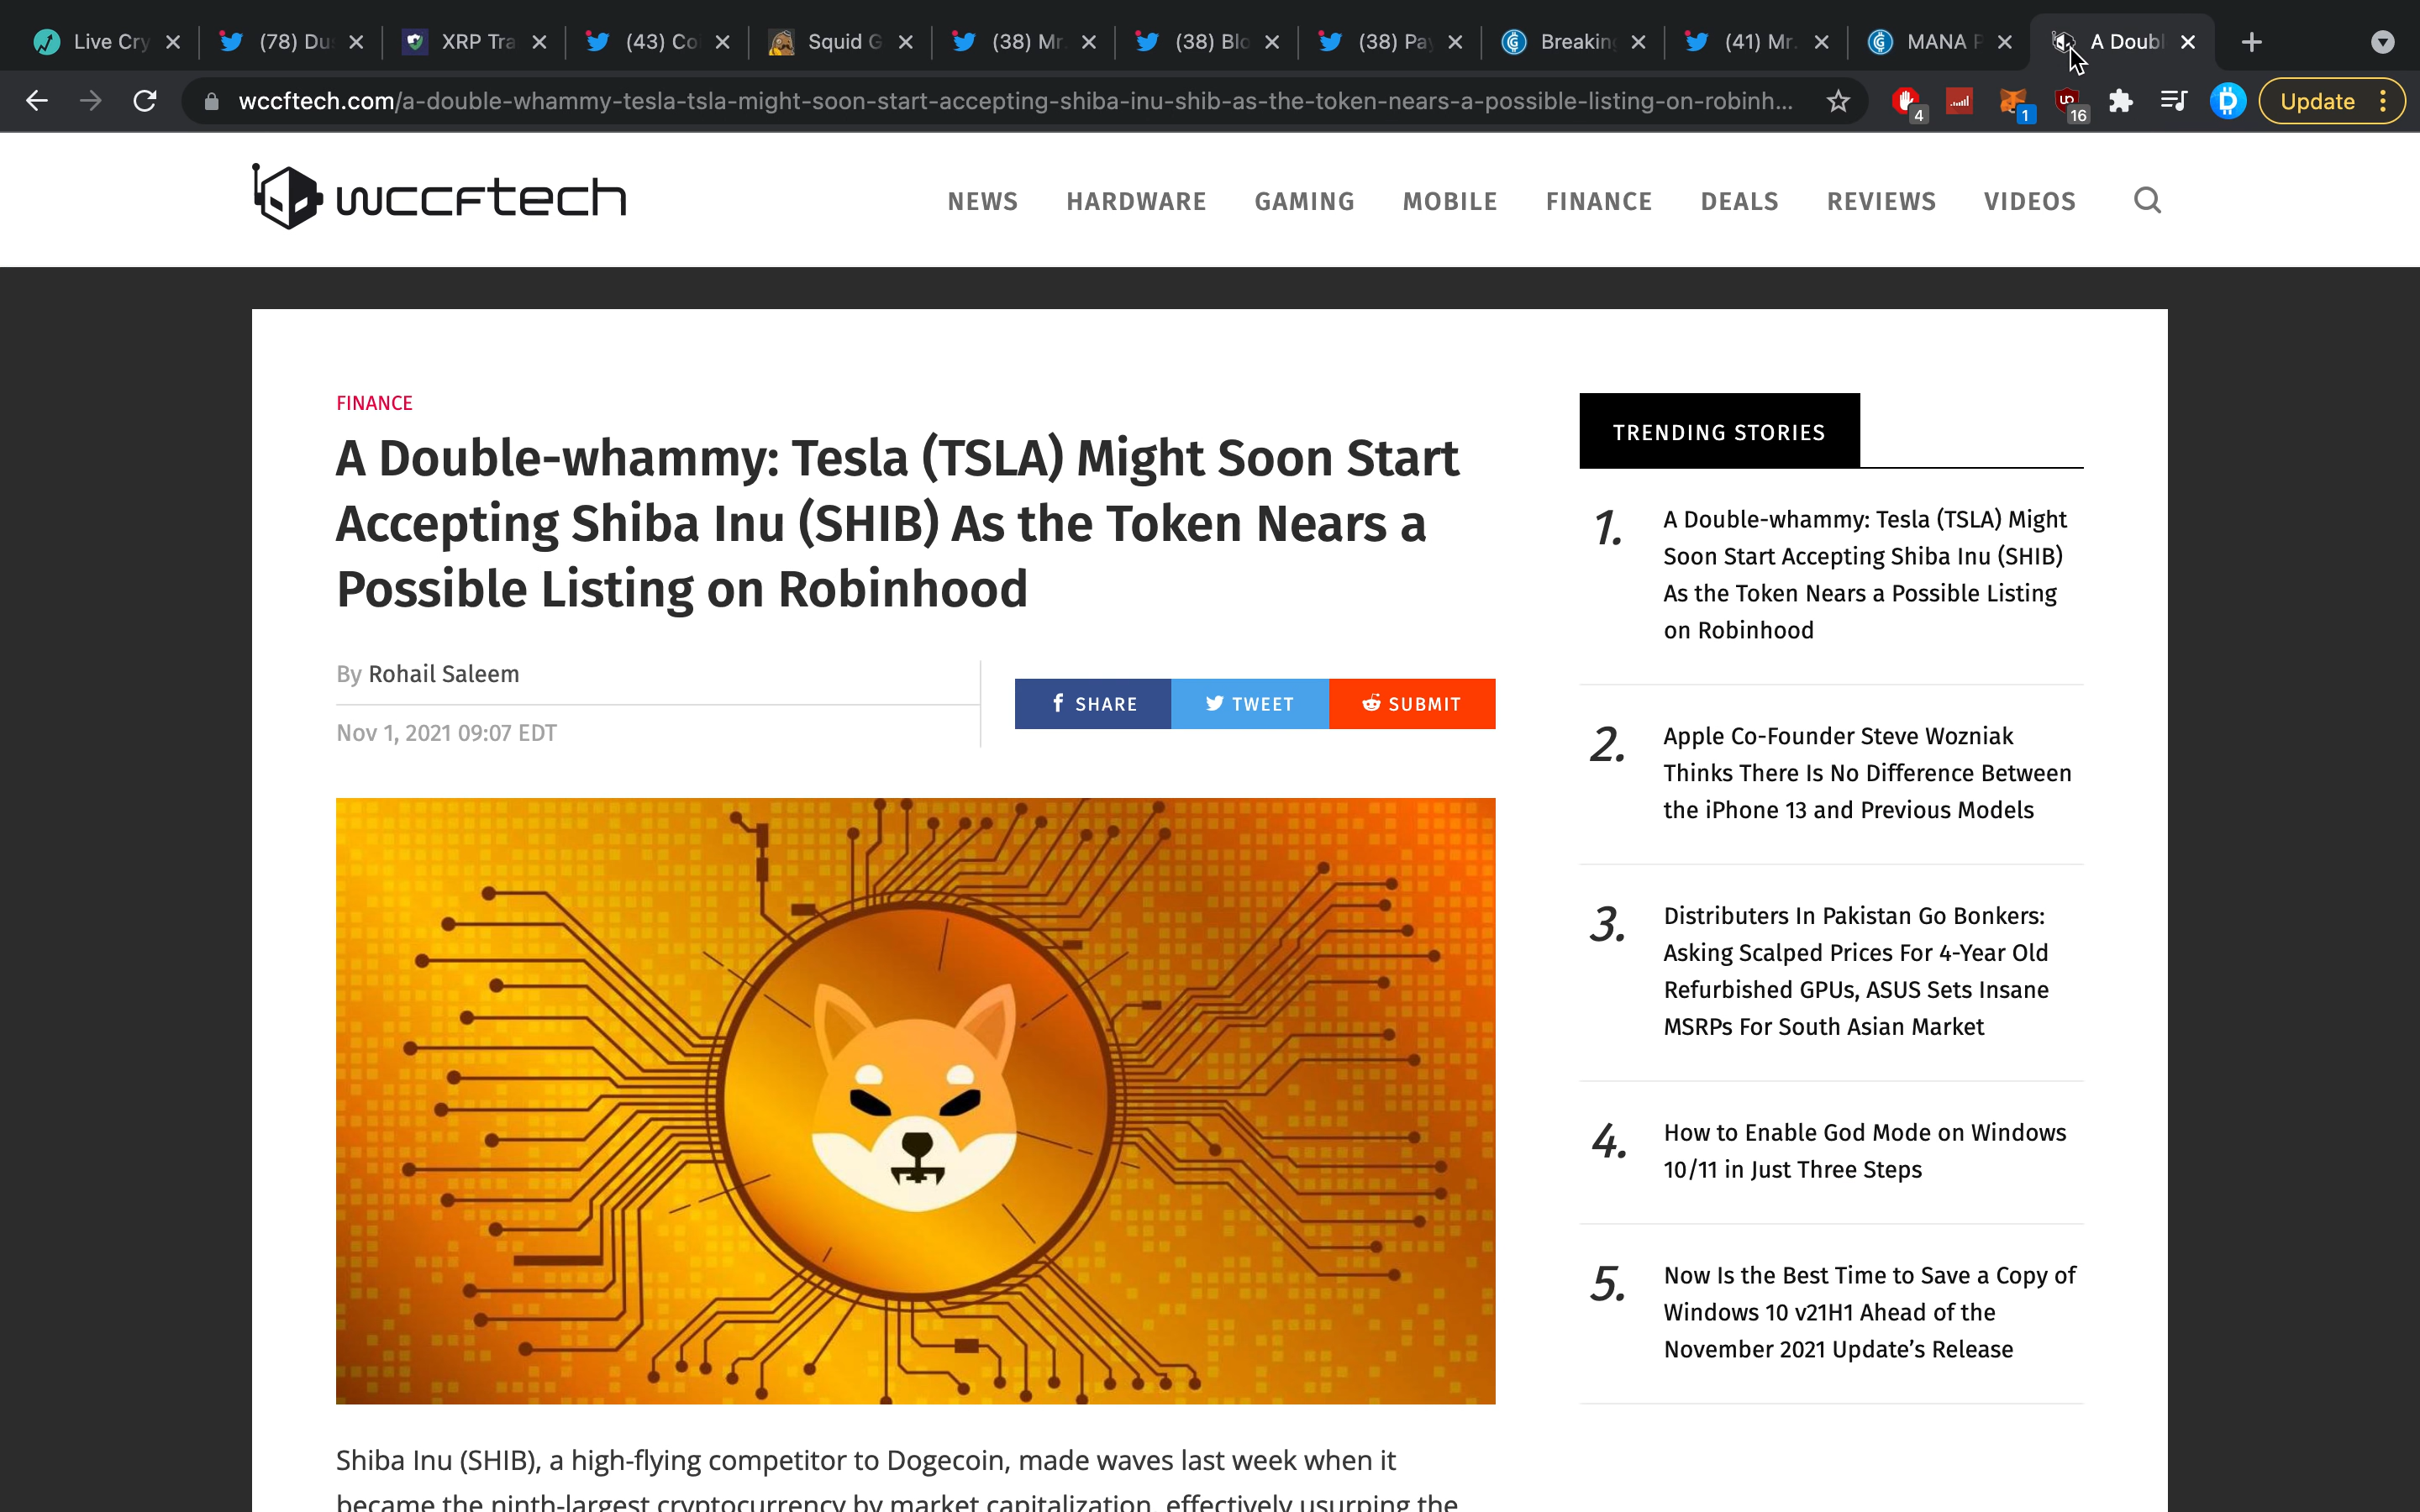 Live Cry
(78) Du
XRP Tra
(43) Co
Squid G
(38) Mr.
(38) Blo
(38) Pay
Breaking
(41) Mr.
MANA P
A Doubl
wccftech.com/a-double-whammy-tesla-tsla-might-soon-start-accepting-shiba-inu-shib-as-the-token-nears-a-possible-listing-on-robinh...
4
1
16
Update
wccftech
NEWS
HARDWARE
GAMING
MOBILE
FINANCE
DEALS
REVIEWS
VIDEOS
FINANCE
A Double-whammy: Tesla (TSLA) Might Soon Start
Accepting Shiba Inu (SHIB) As the Token Nears a
Possible Listing on Robinhood
By Rohail Saleem
Nov 1, 2021 09:07 EDT
SHARE
TWEET
SUBMIT
Shiba Inu (SHIB), a high-flying competitor to Dogecoin, made waves last week when it
became the ninth-largest cryptocurrency by market capitalization, effectively usurping the
TRENDING STORIES
1.
A Double-whammy: Tesla (TSLA) Might
Soon Start Accepting Shiba Inu (SHIB)
As the Token Nears a Possible Listing
on Robinhood
2.
Apple Co-Founder Steve Wozniak
Thinks There Is No Difference Between
the iPhone 13 and Previous Models
3.
Distributers In Pakistan Go Bonkers:
Asking Scalped Prices For 4-Year Old
Refurbished GPUs, ASUS Sets Insane
MSRPs For South Asian Market
4.
How to Enable God Mode on Windows
10/11 in Just Three Steps
5.
Now Is the Best Time to Save a Copy of
Windows 10 v21H1 Ahead of the
November 2021 Update's Release